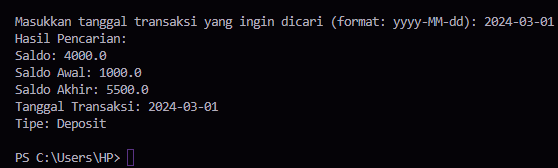 Masukkan tanggal transaksi yang ingin dicari (format: yyyy-MM-dd): 2024-03-01
Hasil Pencarian:
Saldo: 4000.0
Saldo Awal: 1000.0
Saldo Akhir: 5500.0
Tanggal Transaksi: 2024-03-01
Tipe: Deposit
PS C:\Users\HP>